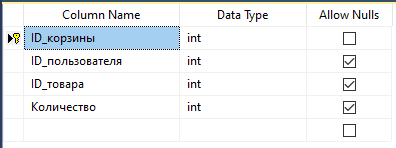 Column Name Data Type Allow Nulls
ID_корзины int
ID_пользователя int
ID_товара int
Количество int